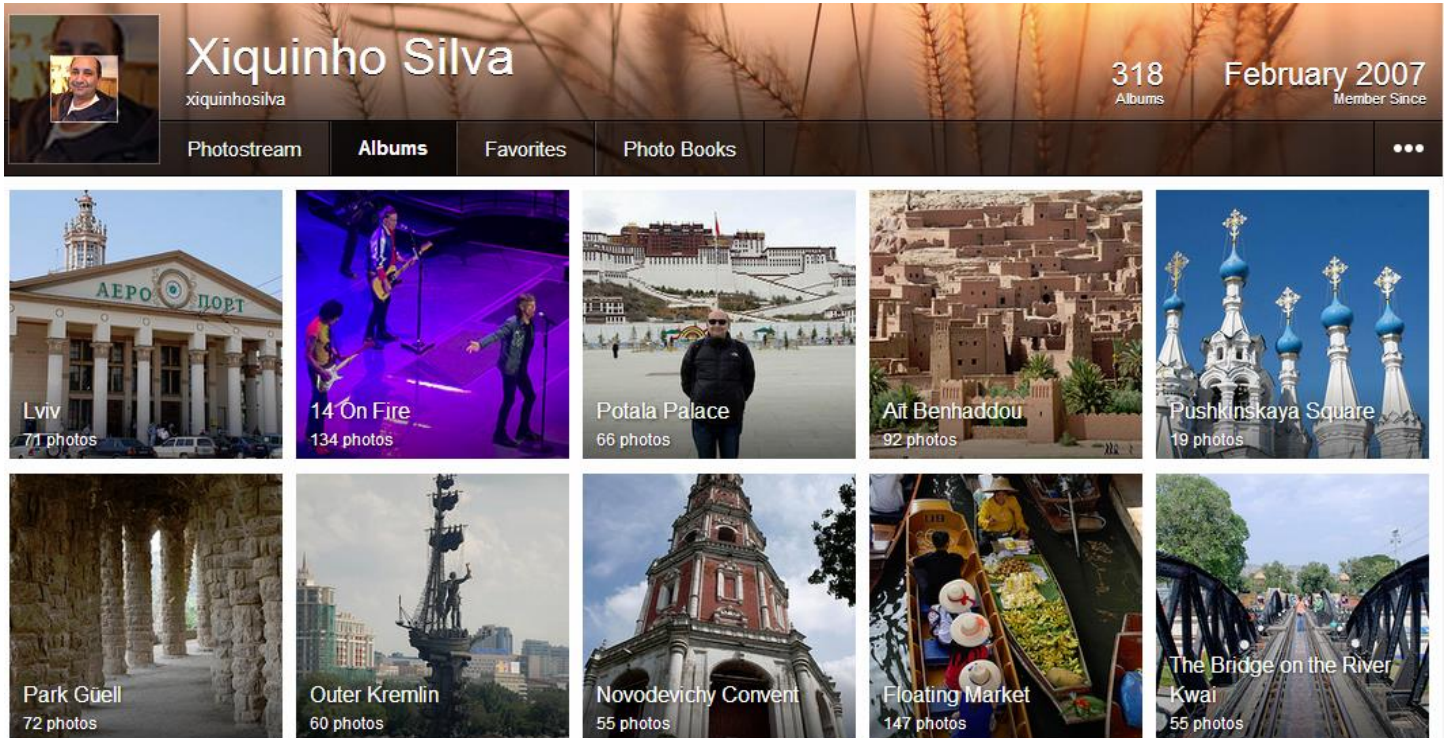 Xiquinho Silva
xiquinhosilva
318
Albums
February 2007
Member Since
Photostream
Albums
Favorites
Photo Books
АЕРО ПОРТ
Lviv
71 photos
14 On Fire
134 photos
Potala Palace
66 photos
Aït Benhaddou
92 photos
Pushkinskaya Square
19 photos
Park Güell
72 photos
Outer Kremlin
60 photos
Novodevichy Convent
55 photos
Floating Market
147 photos
The Bridge on the River
Kwai
55 photos